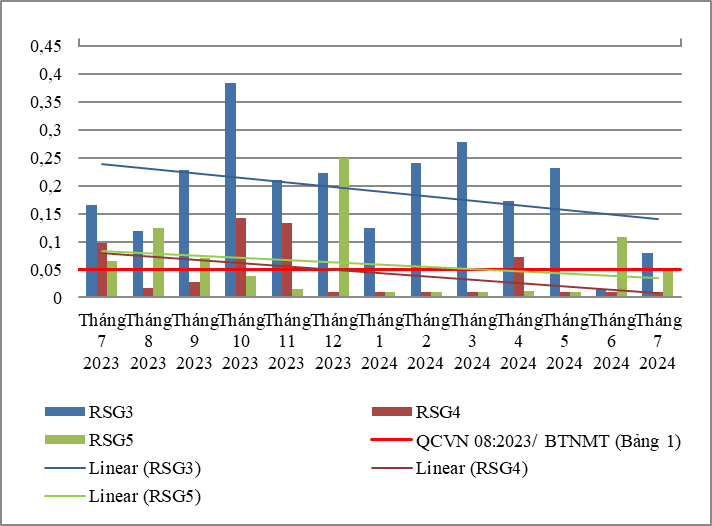 0,45
0,4
0,35
0,3
0,25
0,2
0,15
0,1
0,05
0
Tháng Tháng Tháng Tháng Tháng Tháng Tháng Tháng Tháng Tháng Tháng Tháng Tháng
7 8 9 10 11 12 1 2 3 4 5 6 7
2023 2023 2023 2023 2023 2023 2024 2024 2024 2024 2024 2024 2024
RSG3 RSG4
RSG5 QCVN 08:2023/ BTNMT (Bảng 1)
Linear (RSG3) Linear (RSG4)
Linear (RSG5)